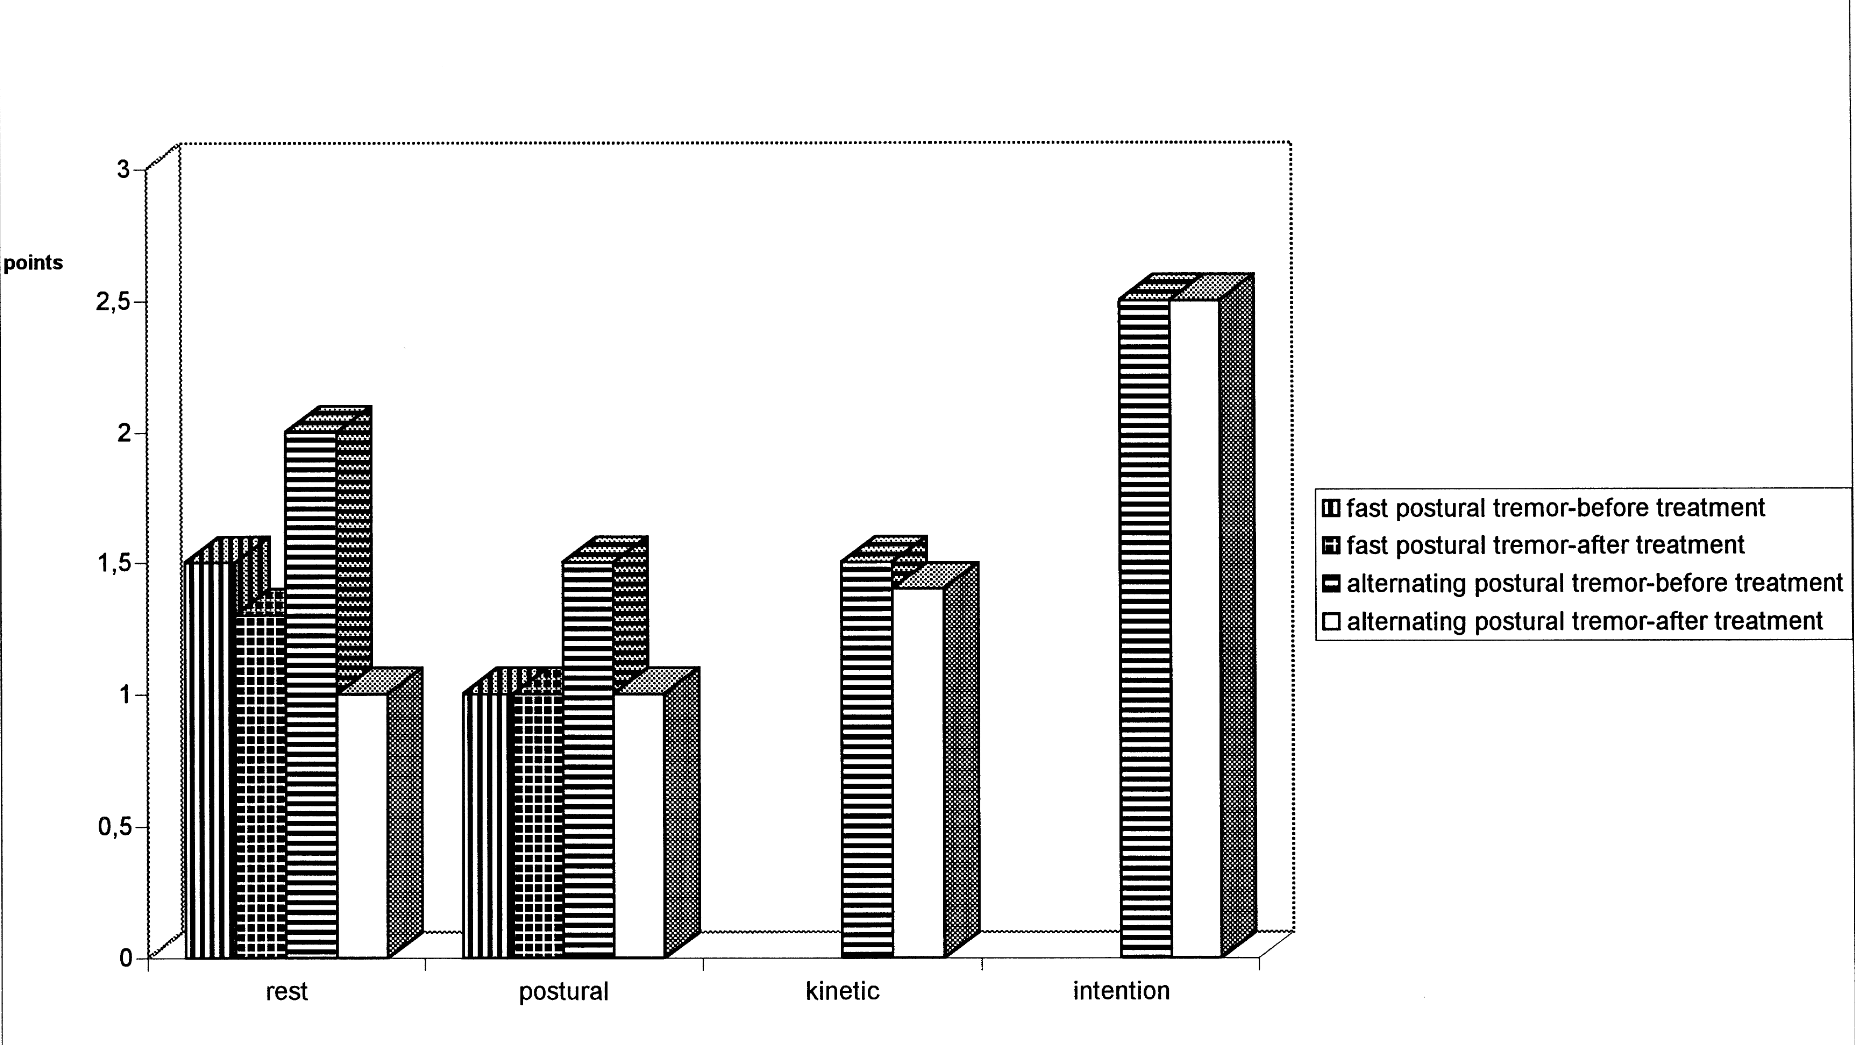 3
points
2,5
2
1,5
1
0,5
0
rest postural kinetic intention
fast postural tremor-before treatment
fast postural tremor-after treatment
alternating postural tremor-before treatment
alternating postural tremor-after treatment